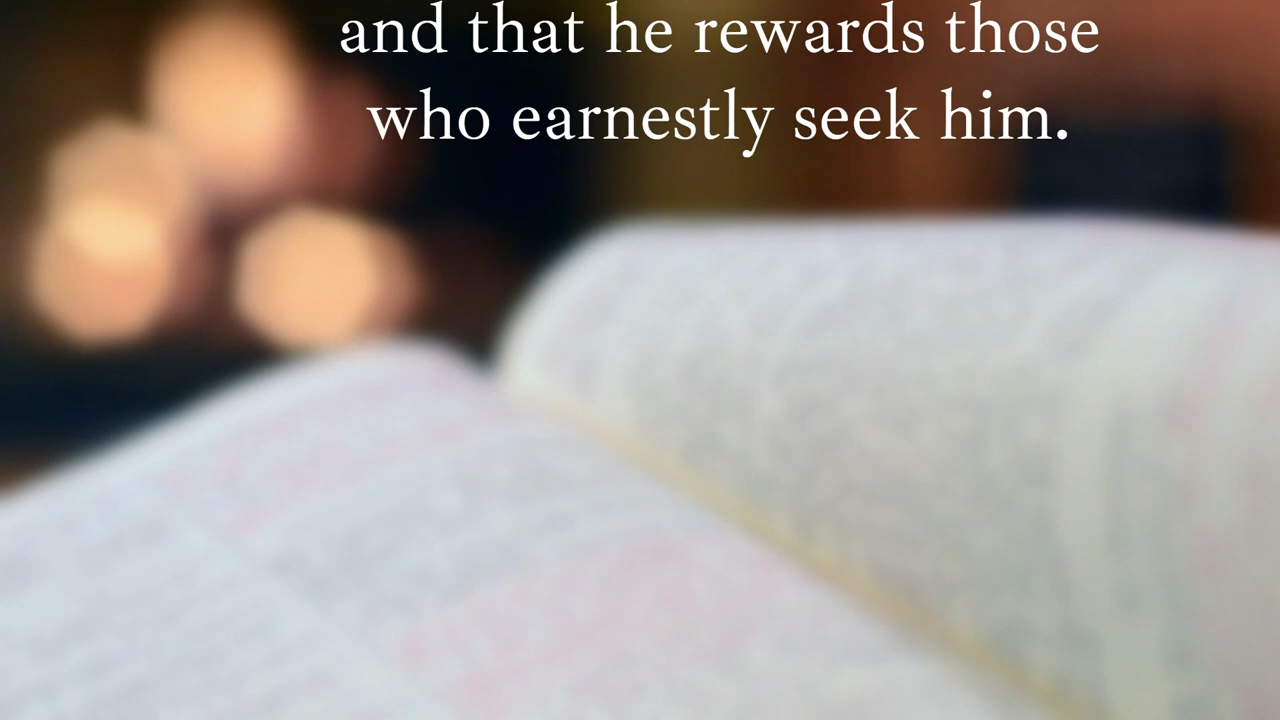 and that he rewards those
who earnestly seek him.